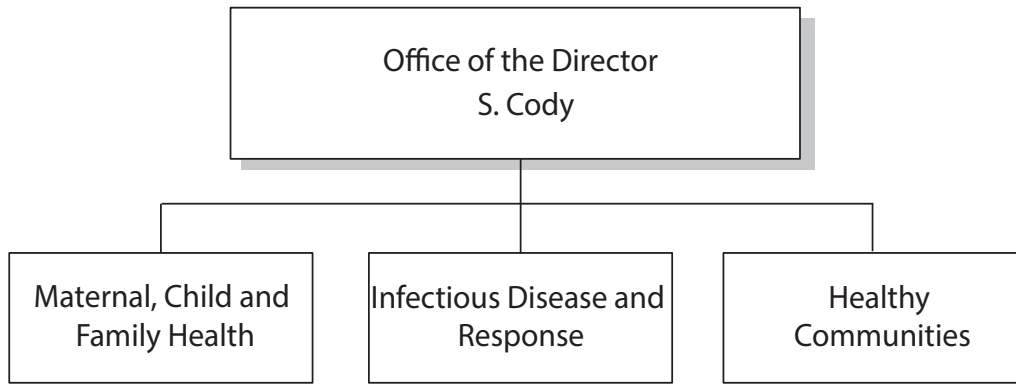 Office of the Director
S. Cody
Maternal, Child and
Family Health
Infectious Disease and
Response
Healthy
Communities